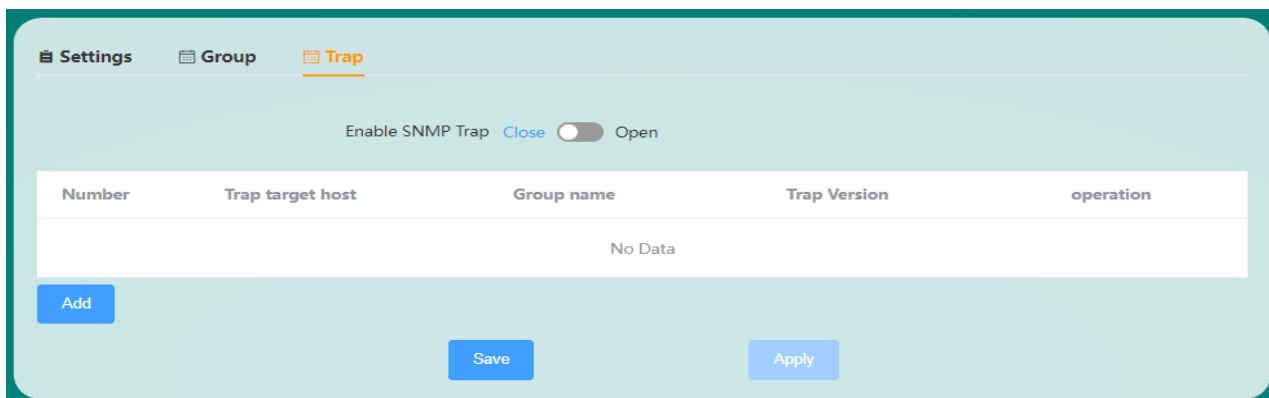 Settings Group Trap
Enable SNMP Trap Close Open
Number Trap target host Group name Trap Version operation
No Data
Add
Save Apply